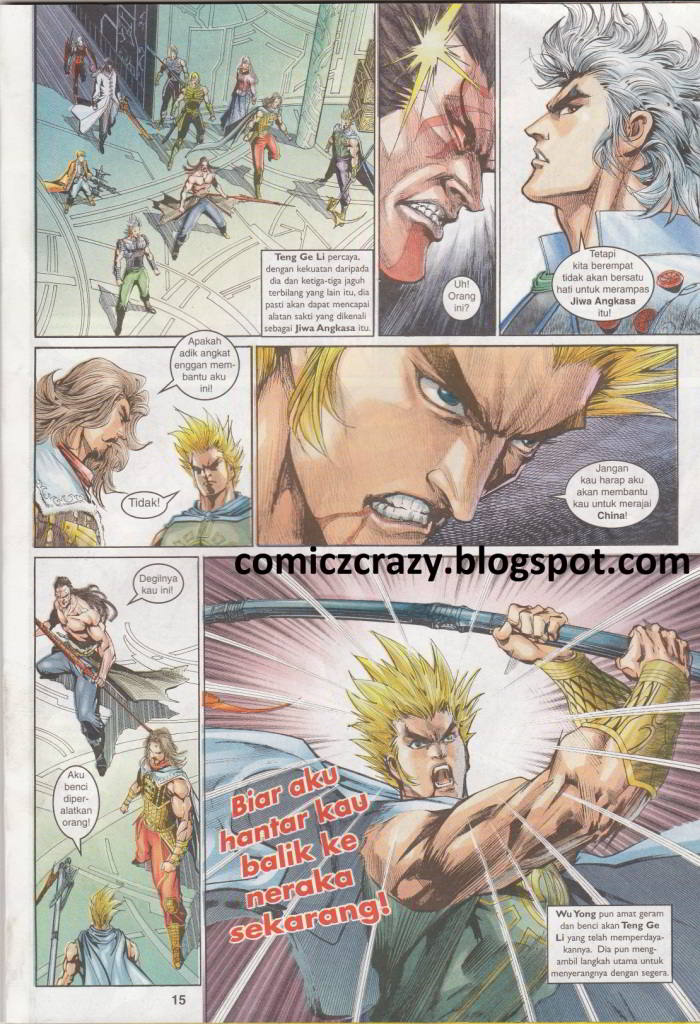 Teng Ge Li percaya,
dengan kekuatan daripada
dia dan ketiga-tiga jaguh
terbilang yang lain itu, dia
pasti akan dapat mencapai
alatan sakti yang dikenali
sebagai Jiwa Angkasa itu.
Uh!
Orang
ini?
Tetapi
kita berempat
tidak akan bersatu
hati untuk merampas
Jiwa Angkasa
itu!
Apakah
adik angkat
enggan mem-
bantu aku
ini!
Tidak!
Jangan
kau harap aku
akan membantu
kau untuk merajai
China!
comiczcrazy.blogspot.com
Degilnya
kau ini!
Aku
benci
diper-
alatkan
orang!
Biar aku
hantar kau
balik ke
neraka
sekarang!
Wu Yong pun amat geram
dan benci akan Teng Ge
Li yang telah memperdaya-
kannya. Dia pun me-
ngambil langkah utama untuk
menyerangnya dengan segera.
15